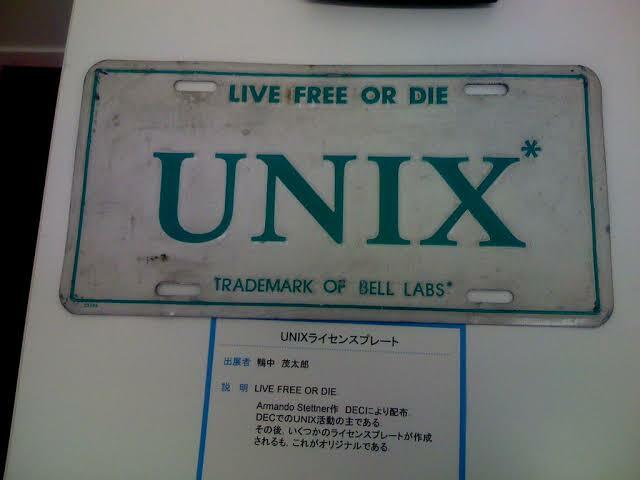 LIVE FREE OR DIE
UNIX*
TRADEMARK OF BELL LABS*
UNIXライセンスプレート
出展者 鴨中 茂太郎
説 明 LIVE FREE OR DIE.
Armando Stettner作 DECにより配布.
DECでのUNIX活動の主である.
その後、いくつかのライセンスプレートが作成
されるも、これがオリジナルである.